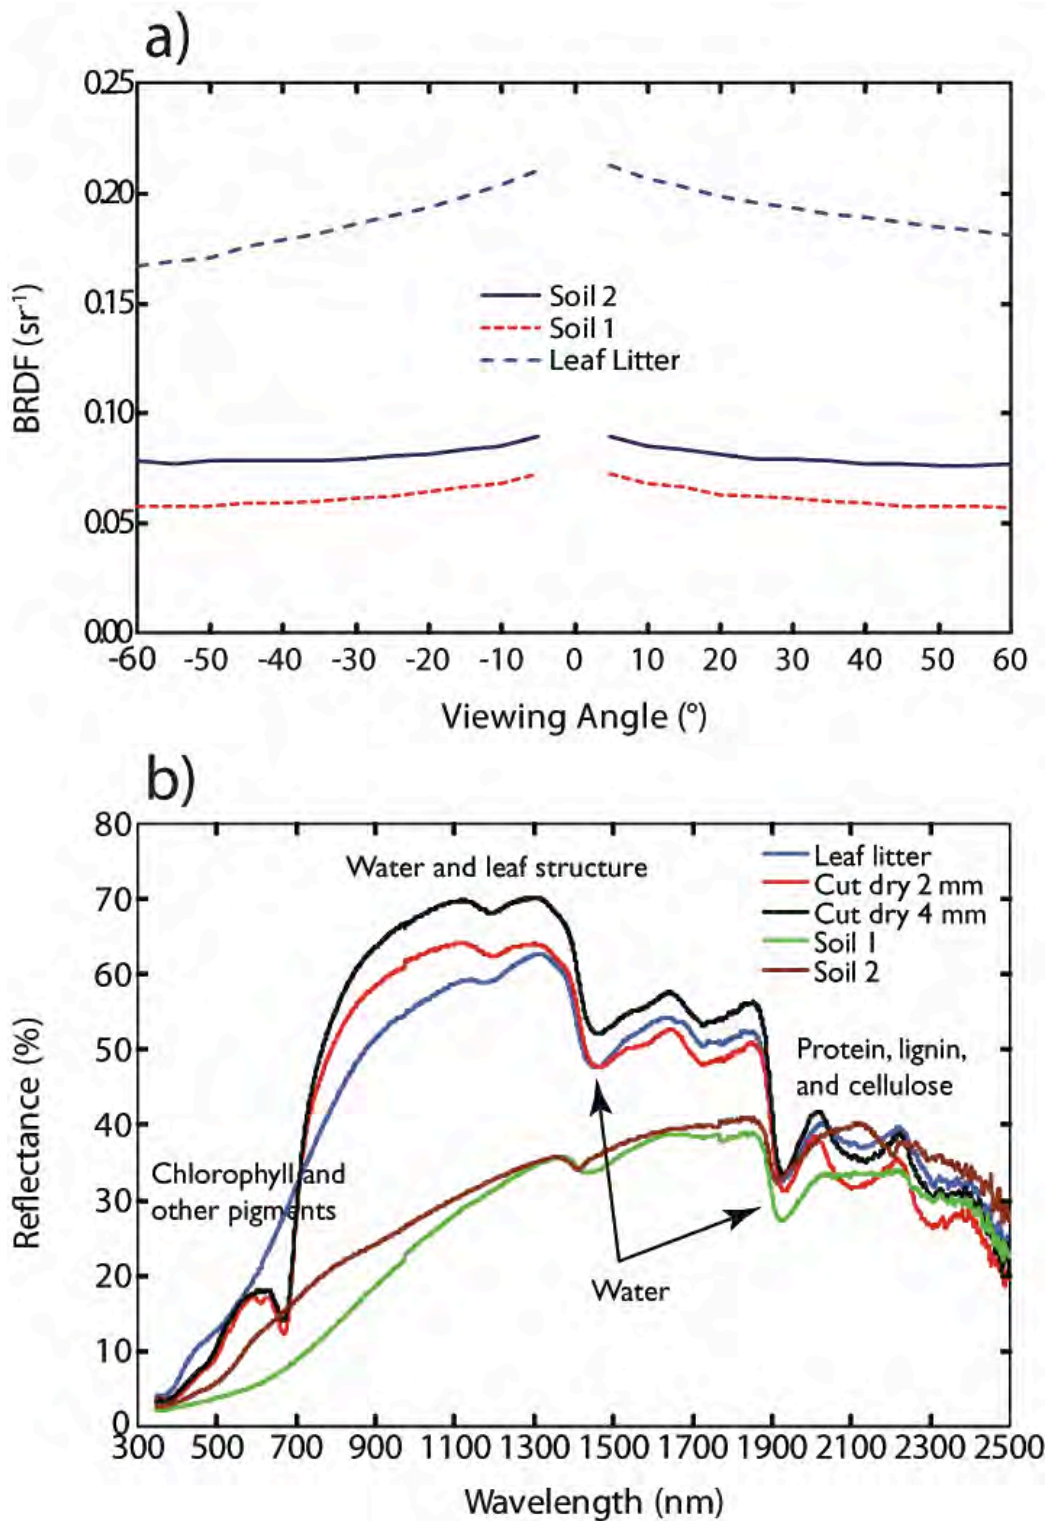 a)
0.25
0.20
0.15
0.10
0.05
0.00
BRDF (sr⁻¹)
Soil 2
Soil 1
Leaf Litter
-60 -50 -40 -30 -20 -10 0 10 20 30 40 50 60
Viewing Angle (°)
b)
80
70
60
50
40
30
20
10
0
Reflectance (%)
Water and leaf structure
Leaf litter
Cut dry 2 mm
Cut dry 4 mm
Soil 1
Soil 2
Protein, lignin,
and cellulose
Chlorophyll and
other pigments
Water
300 500 700 900 1100 1300 1500 1700 1900 2100 2300 2500
Wavelength (nm)